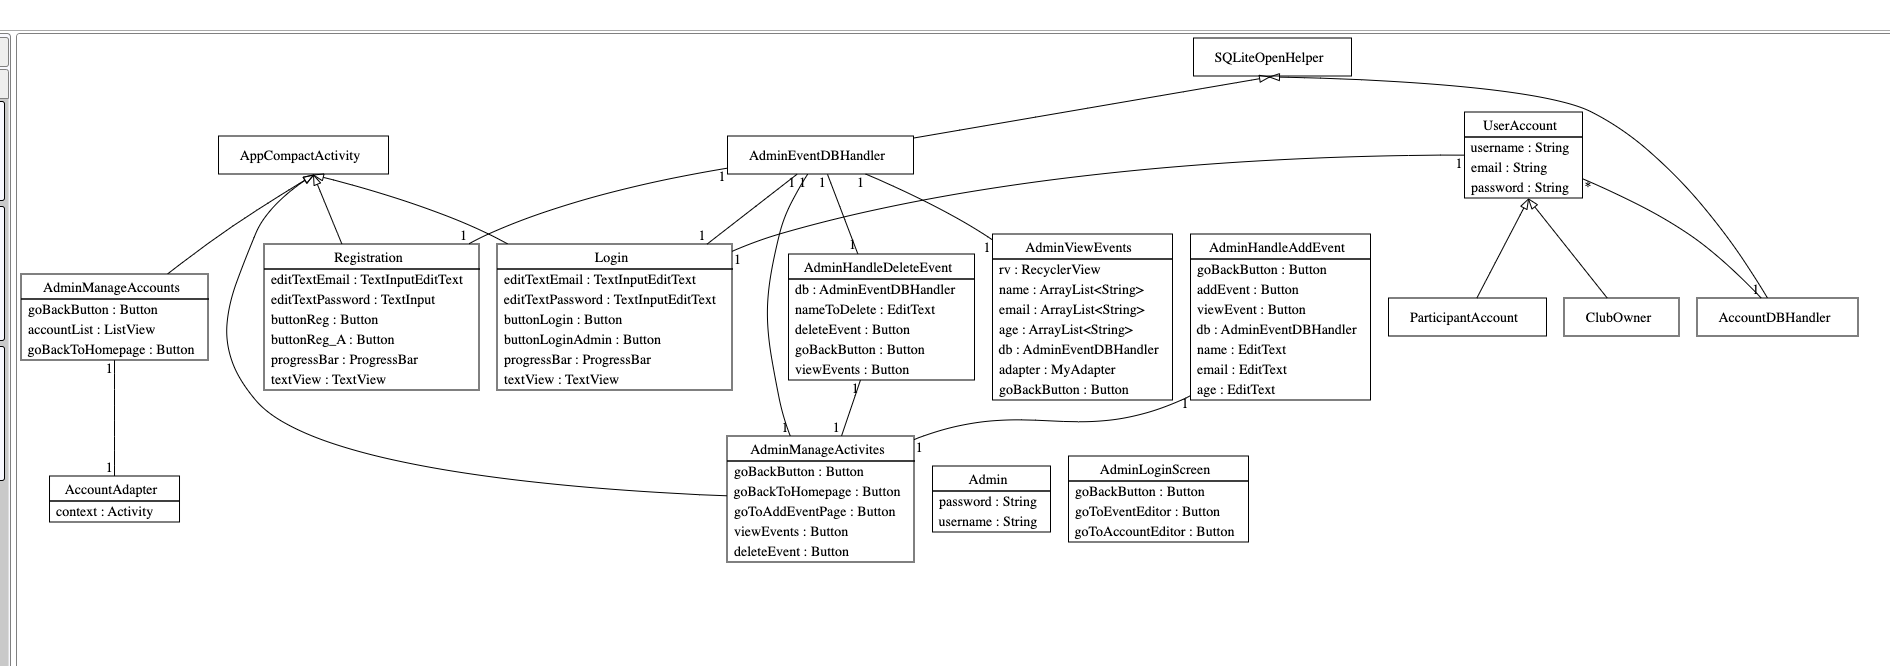 SQLiteOpenHelper
UserAccount
username : String
email : String
password : String
AppCompactActivity
AdminEventDBHandler
1
1
1
1
1
1
*
1
1
1
1
1
1
Registration
editTextEmail : TextInputEditText
editTextPassword : TextInput
buttonReg : Button
buttonReg_A : Button
progressBar : ProgressBar
textView : TextView
Login
editTextEmail : TextInputEditText
editTextPassword : TextInputEditText
buttonLogin : Button
buttonLoginAdmin : Button
progressBar : ProgressBar
textView : TextView
AdminHandleDeleteEvent
db : AdminEventDBHandler
nameToDelete : EditText
deleteEvent : Button
goBackButton : Button
viewEvents : Button
AdminViewEvents
rv : RecyclerView
name : ArrayList<String>
email : ArrayList<String>
age : ArrayList<String>
db : AdminEventDBHandler
adapter : MyAdapter
goBackButton : Button
AdminHandleAddEvent
goBackButton : Button
addEvent : Button
viewEvent : Button
db : AdminEventDBHandler
name : EditText
email : EditText
age : EditText
AdminManageAccounts
goBackButton : Button
accountList : ListView
goBackToHomepage : Button
ParticipantAccount
ClubOwner
AccountDBHandler
1
1
1
1
1
1
1
AccountAdapter
context : Activity
AdminManageActivites
goBackButton : Button
goBackToHomepage : Button
goToAddEventPage : Button
viewEvents : Button
deleteEvent : Button
Admin
password : String
username : String
AdminLoginScreen
goBackButton : Button
goToEventEditor : Button
goToAccountEditor : Button